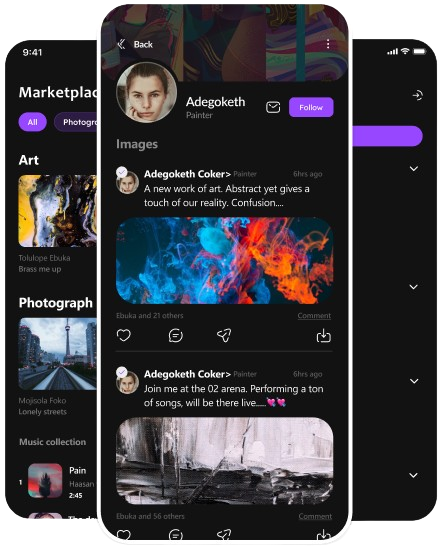 9:41
Marketplac
All
Photogra
Art
Tolulope Ebuka
Brass me up
Photograph
Mojisola Foko
Lonely streets
Music collection
1
Pain
Haasan
2:45
Back
Adegoketh
Painter
Follow
Images
Adegoketh Coker> Painter 6hrs ago
A new work of art. Abstract yet gives a
touch of our reality. Confusion....
Ebuka and 21 others Comment
Adegoketh Coker> Painter 6hrs ago
Join me at the 02 arena. Performing a ton
of songs, will be there live.....💘💘
Ebuka and 56 others Comment